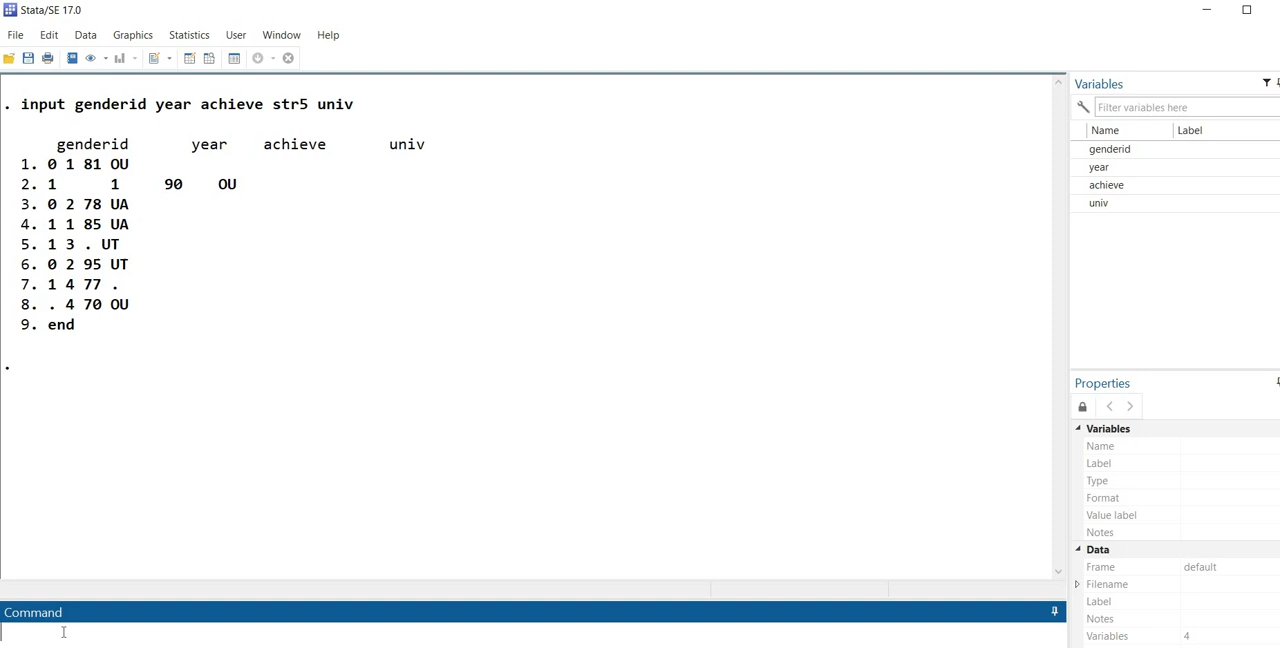 Stata/SE 17.0
File Edit Data Graphics Statistics User Window Help
. input genderid year achieve str5 univ
genderid year achieve univ
1. 0 1 81 OU
2. 1 1 90 OU
3. 0 2 78 UA
4. 1 1 85 UA
5. 1 3 . UT
6. 0 2 95 UT
7. 1 4 77 .
8. . 4 70 OU
9. end
.
Command
Variables
Filter variables here
Name Label
genderid
year
achieve
univ
Properties
Variables
Name
Label
Type
Format
Value label
Notes
Data
Frame default
Filename
Label
Notes
Variables 4